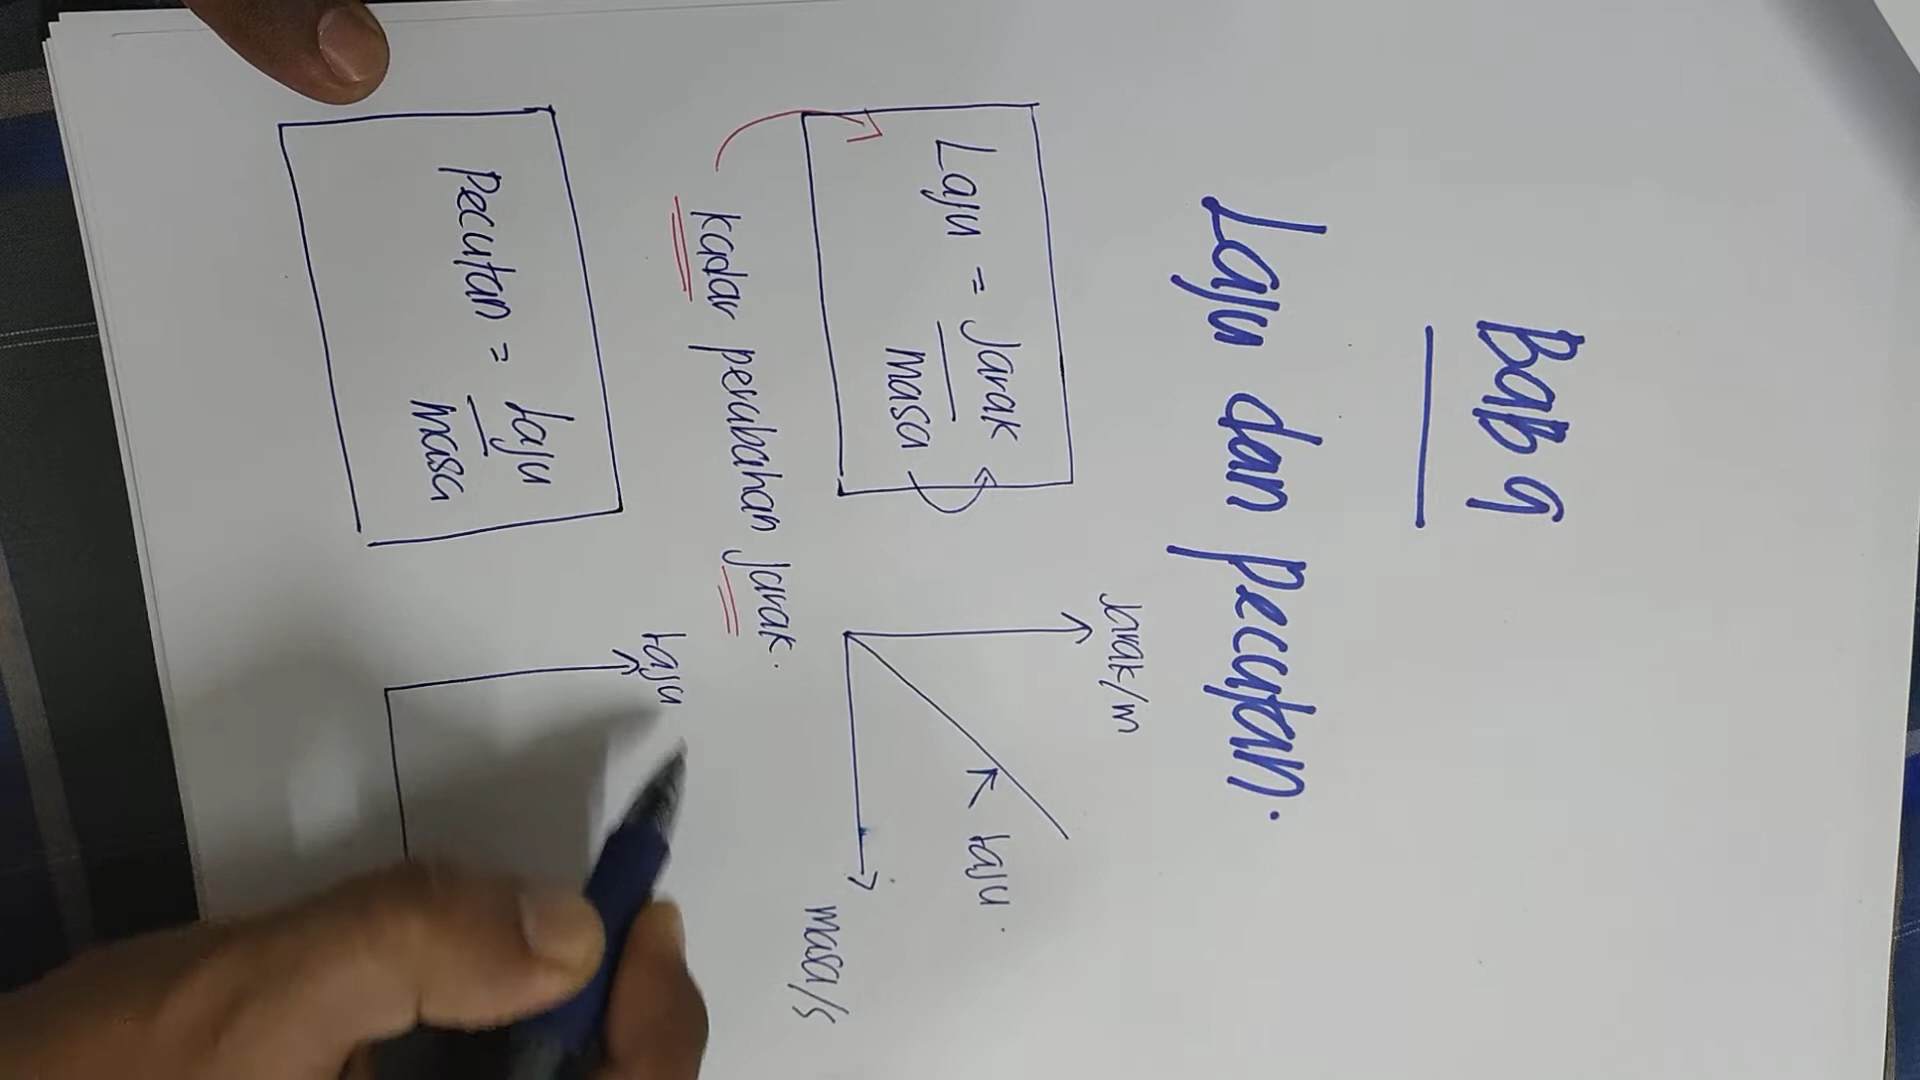 Bab 9
Laju dan Pecutan.
Laju = Jarak
masa
Jarak/m
laju.
masa/s
kadar perubahan jarak.
Pecutan = laju
masa
laju